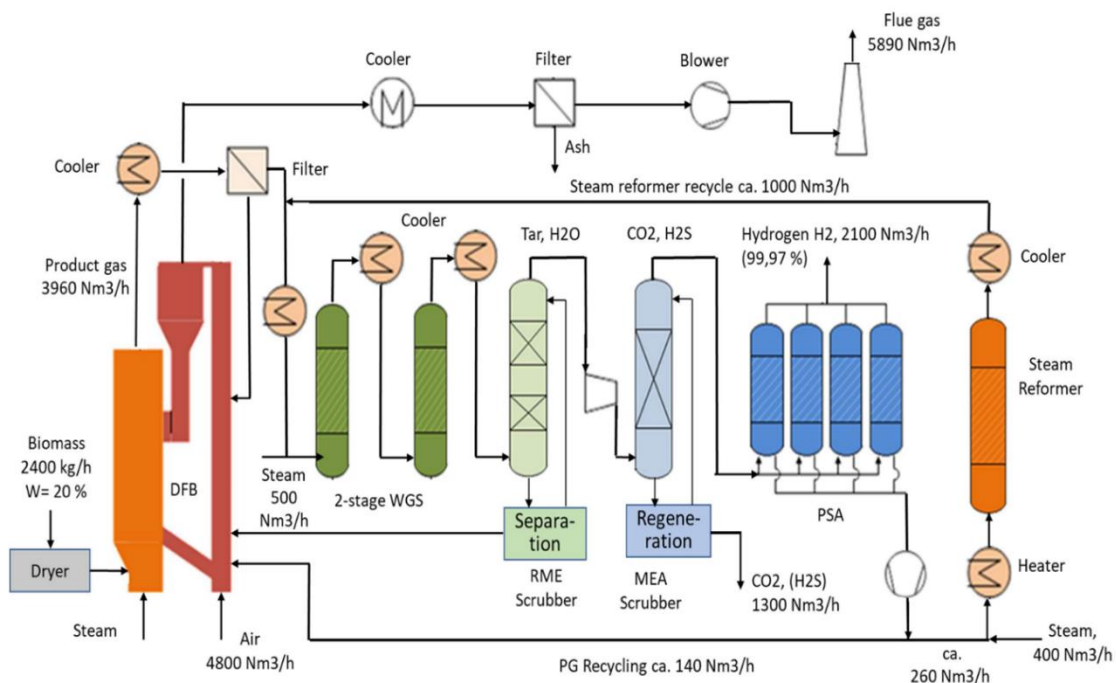 Flue gas
5890 Nm3/h
Cooler
Filter
Blower
Ash
Cooler
Filter
Steam reformer recycle ca. 1000 Nm3/h
Product gas
3960 Nm3/h
Cooler
Tar, H2O
CO2, H2S
Hydrogen H2, 2100 Nm3/h
(99,97 %)
Cooler
Steam
Reformer
Biomass
2400 kg/h
W= 20 %
DFB
Steam
500
Nm3/h
2-stage WGS
Separa-
tion
RME
Scrubber
Regene-
ration
MEA
Scrubber
CO2, (H2S)
1300 Nm3/h
PSA
Heater
Dryer
Steam
Air
4800 Nm3/h
PG Recycling ca. 140 Nm3/h
ca.
260 Nm3/h
Steam,
400 Nm3/h